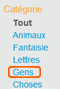 Catégorie
Tout
Animaux
Fantaisie
Lettres
Gens
Choses